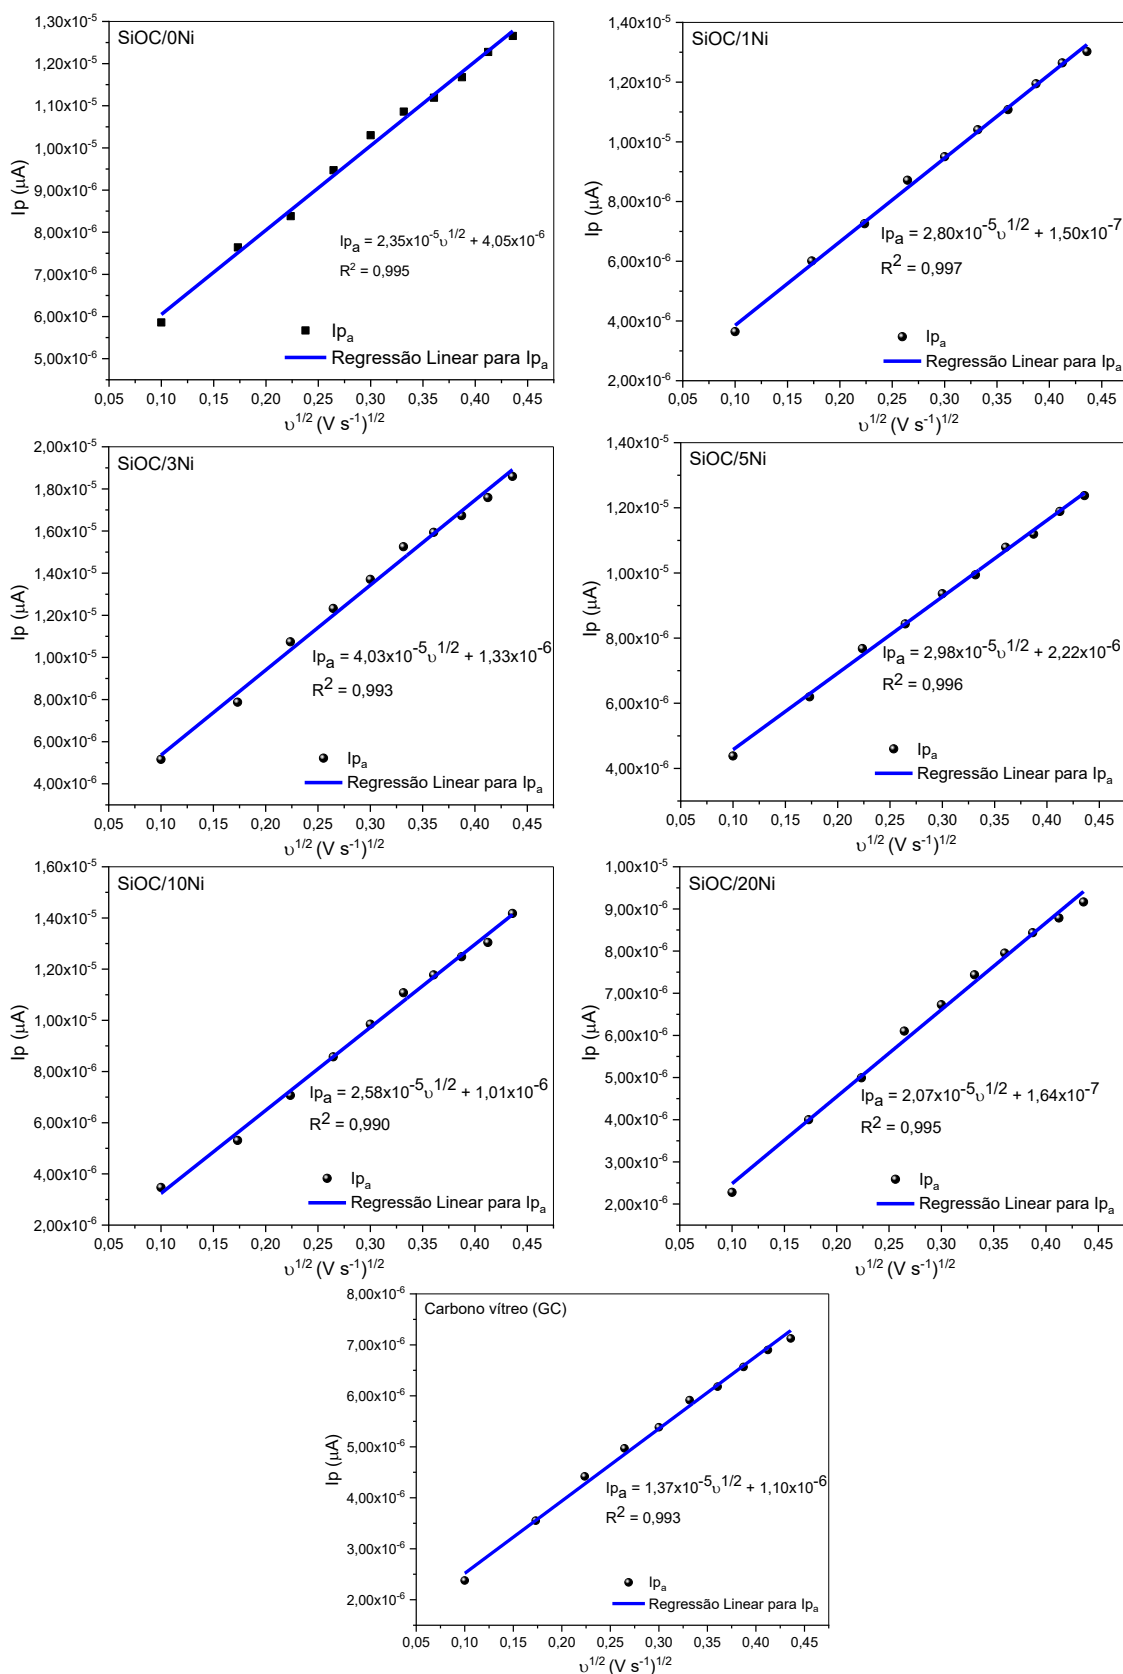 SiOC/0Ni
Ip (μA)
1,30x10⁻⁵
1,20x10⁻⁵
1,10x10⁻⁵
1,00x10⁻⁵
9,00x10⁻⁶
8,00x10⁻⁶
7,00x10⁻⁶
6,00x10⁻⁶
5,00x10⁻⁶
Ipₐ = 2,35x10⁻⁵υ^1/2 + 4,05x10⁻⁶
R² = 0,995
Ipₐ
Regressão Linear para Ipₐ
0,05 0,10 0,15 0,20 0,25 0,30 0,35 0,40 0,45
υ^1/2 (V s⁻¹)^1/2
SiOC/1Ni
Ip (μA)
1,40x10⁻⁵
1,20x10⁻⁵
1,00x10⁻⁵
8,00x10⁻⁶
6,00x10⁻⁶
4,00x10⁻⁶
2,00x10⁻⁶
Ipₐ = 2,80x10⁻⁵υ^1/2 + 1,50x10⁻⁷
R² = 0,997
Ipₐ
Regressão Linear para Ipₐ
0,05 0,10 0,15 0,20 0,25 0,30 0,35 0,40 0,45
υ^1/2 (V s⁻¹)^1/2
SiOC/3Ni
Ip (μA)
2,00x10⁻⁵
1,80x10⁻⁵
1,60x10⁻⁵
1,40x10⁻⁵
1,20x10⁻⁵
1,00x10⁻⁵
8,00x10⁻⁶
6,00x10⁻⁶
4,00x10⁻⁶
Ipₐ = 4,03x10⁻⁵υ^1/2 + 1,33x10⁻⁶
R² = 0,993
Ipₐ
Regressão Linear para Ipₐ
0,05 0,10 0,15 0,20 0,25 0,30 0,35 0,40 0,45
υ^1/2 (V s⁻¹)^1/2
SiOC/5Ni
Ip (μA)
1,40x10⁻⁵
1,20x10⁻⁵
1,00x10⁻⁵
8,00x10⁻⁶
6,00x10⁻⁶
4,00x10⁻⁶
Ipₐ = 2,98x10⁻⁵υ^1/2 + 2,22x10⁻⁶
R² = 0,996
Ipₐ
Regressão Linear para Ipₐ
0,05 0,10 0,15 0,20 0,25 0,30 0,35 0,40 0,45
υ^1/2 (V s⁻¹)^1/2
SiOC/10Ni
Ip (μA)
1,60x10⁻⁵
1,40x10⁻⁵
1,20x10⁻⁵
1,00x10⁻⁵
8,00x10⁻⁶
6,00x10⁻⁶
4,00x10⁻⁶
2,00x10⁻⁶
Ipₐ = 2,58x10⁻⁵υ^1/2 + 1,01x10⁻⁶
R² = 0,990
Ipₐ
Regressão Linear para Ipₐ
0,05 0,10 0,15 0,20 0,25 0,30 0,35 0,40 0,45
υ^1/2 (V s⁻¹)^1/2
SiOC/20Ni
Ip (μA)
1,00x10⁻⁵
9,00x10⁻⁶
8,00x10⁻⁶
7,00x10⁻⁶
6,00x10⁻⁶
5,00x10⁻⁶
4,00x10⁻⁶
3,00x10⁻⁶
2,00x10⁻⁶
Ipₐ = 2,07x10⁻⁵υ^1/2 + 1,64x10⁻⁷
R² = 0,995
Ipₐ
Regressão Linear para Ipₐ
0,05 0,10 0,15 0,20 0,25 0,30 0,35 0,40 0,45
υ^1/2 (V s⁻¹)^1/2
Carbono vítreo (GC)
Ip (μA)
8,00x10⁻⁶
7,00x10⁻⁶
6,00x10⁻⁶
5,00x10⁻⁶
4,00x10⁻⁶
3,00x10⁻⁶
2,00x10⁻⁶
Ipₐ = 1,37x10⁻⁵υ^1/2 + 1,10x10⁻⁶
R² = 0,993
Ipₐ
Regressão Linear para Ipₐ
0,05 0,10 0,15 0,20 0,25 0,30 0,35 0,40 0,45
υ^1/2 (V s⁻¹)^1/2